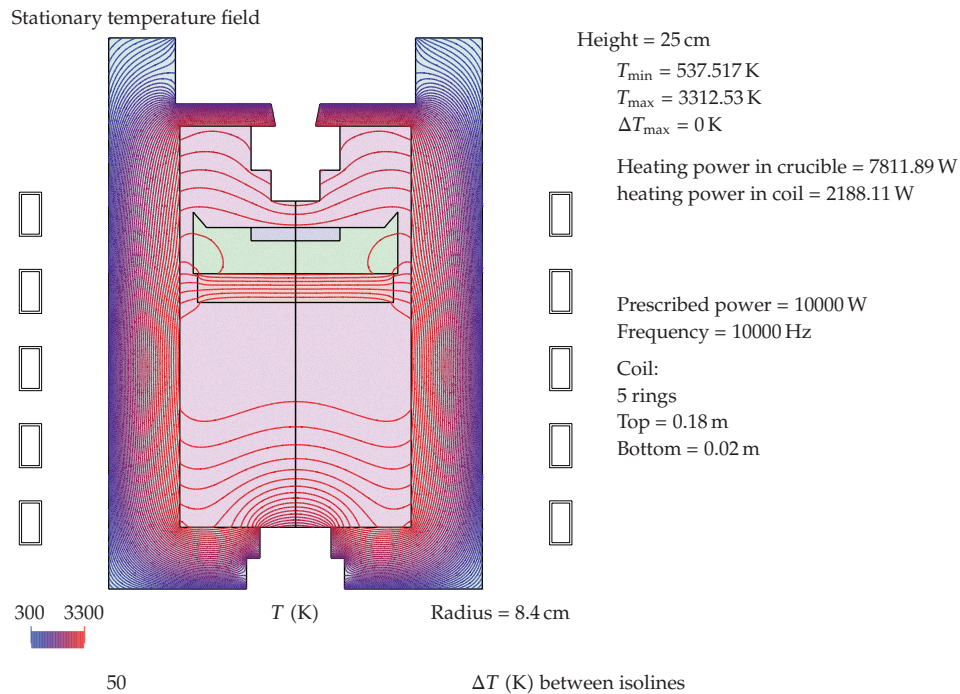 Stationary temperature field
Height = 25 cm
T_min = 537.517 K
T_max = 3312.53 K
ΔT_max = 0 K
Heating power in crucible = 7811.89 W
heating power in coil = 2188.11 W
Prescribed power = 10000 W
Frequency = 10000 Hz
Coil:
5 rings
Top = 0.18 m
Bottom = 0.02 m
300 3300 T (K) Radius = 8.4 cm
50 ΔT (K) between isolines